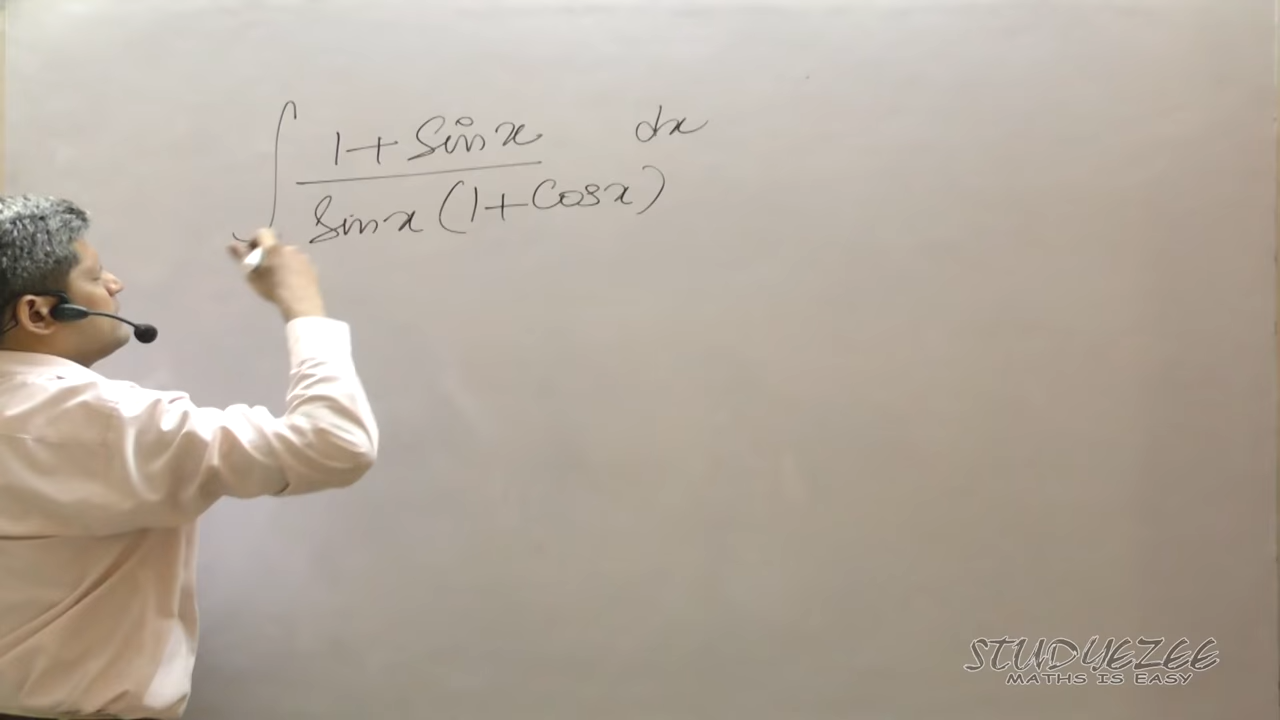 ∫ 1 + Sin x / Sin x (1 + Cos x) dx
STUDYEZEE
MATHS IS EASY